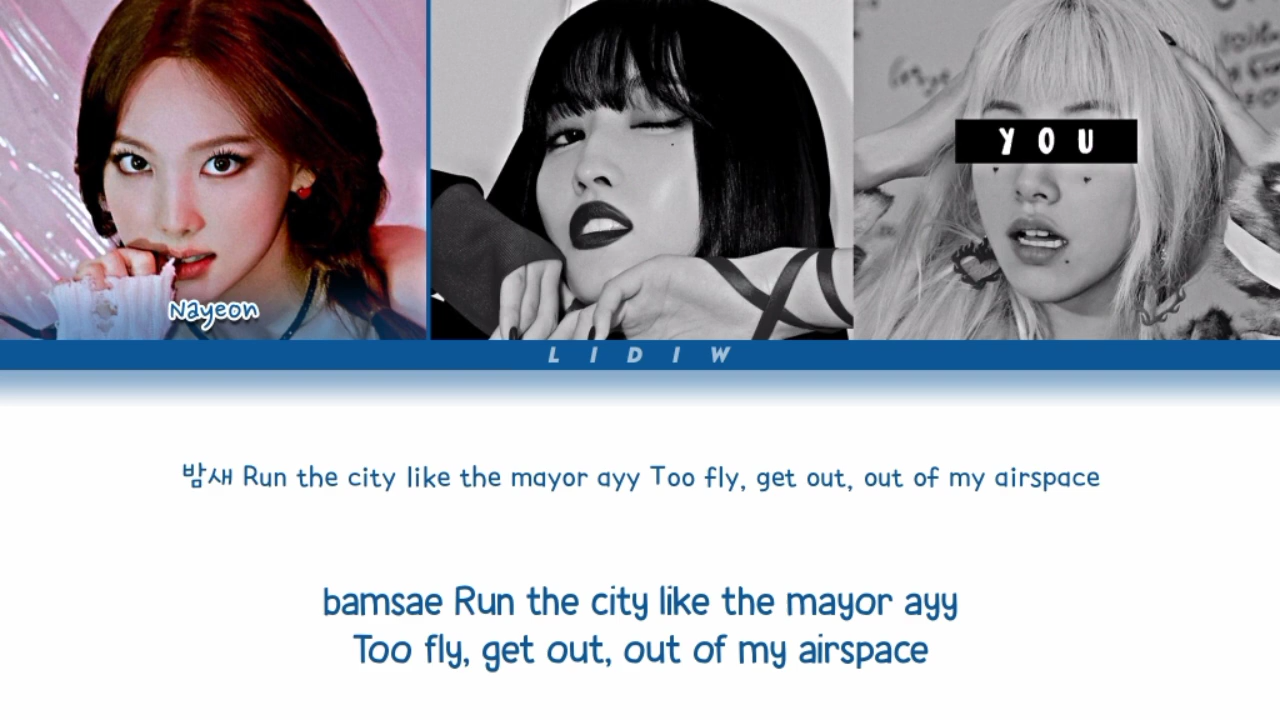 YOU
Nayeon
LIDIW
밤새 Run the city like the mayor ayy Too fly, get out, out of my airspace
bamsae Run the city like the mayor ayy
Too fly, get out, out of my airspace